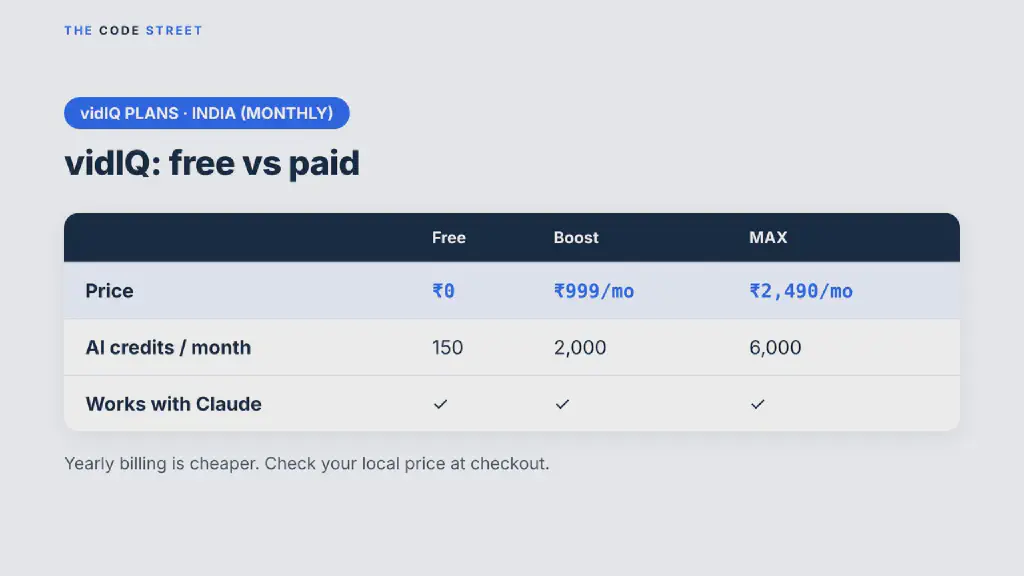 THE CODE STREET
vidIQ PLANS · INDIA (MONTHLY)
vidIQ: free vs paid
Free Boost MAX
Price ₹0 ₹999/mo ₹2,490/mo
AI credits / month 150 2,000 6,000
Works with Claude ✓ ✓ ✓
Yearly billing is cheaper. Check your local price at checkout.